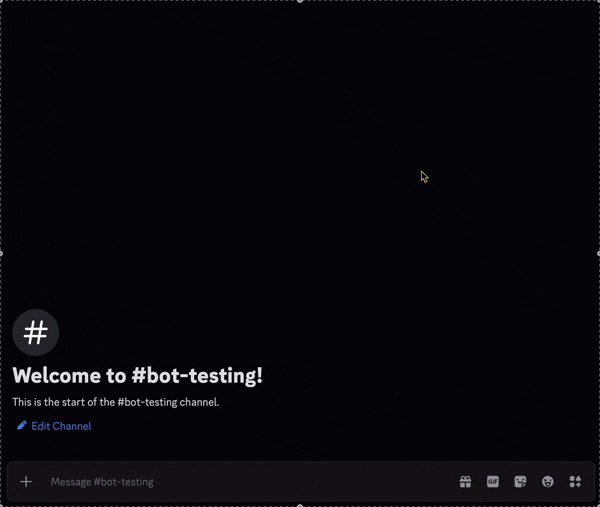 #
Welcome to #bot-testing!
This is the start of the #bot-testing channel.
Edit Channel
Message #bot-testing
GIF